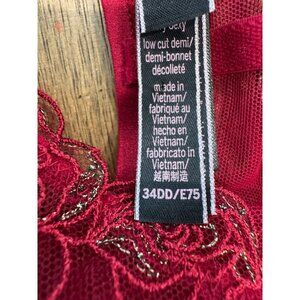 low cut demi/
demi-bonnet
décolleté
made in
Vietnam/
fabriqué au
Vietnam/
hecho en
Vietnam/
fabbricato in
Vietnam/
越南制造
34DD/E75